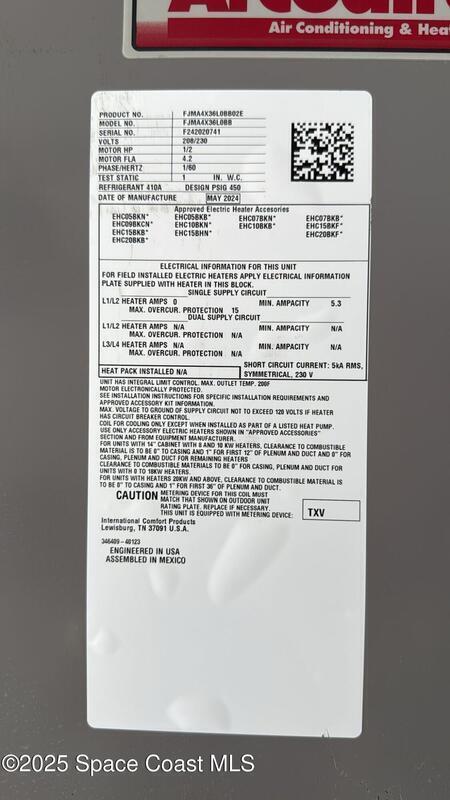 Air Conditioning & Hea
PRODUCT NO. FJMA4X36L0BB02E
MODEL NO. FJMA4X36L0BB
SERIAL NO. F242020741
VOLTS 208/230
MOTOR HP 1/2
MOTOR FLA 4.2
PHASE/HERTZ 1/60
TEST STATIC 1 IN. W.C.
REFRIGERANT 410A DESIGN PSIG 450
DATE OF MANUFACTURE MAY 2024
Approved Electric Heater Accesories
EHC05BKN* EHC05BKB* EHC07BKN* EHC07BKB*
EHC09BKCN* EHC10BKN* EHC10BKB* EHC15BKF*
EHC15BKB* EHC15BHN* EHC20BKF*
EHC20BKB*
ELECTRICAL INFORMATION FOR THIS UNIT
FOR FIELD INSTALLED ELECTRIC HEATERS APPLY ELECTRICAL INFORMATION
PLATE SUPPLIED WITH HEATER IN THIS BLOCK.
SINGLE SUPPLY CIRCUIT
L1/L2 HEATER AMPS 0 MIN. AMPACITY 5.3
MAX. OVERCUR. PROTECTION 15
DUAL SUPPLY CIRCUIT
L1/L2 HEATER AMPS N/A MIN. AMPACITY N/A
MAX. OVERCUR. PROTECTION N/A
L3/L4 HEATER AMPS N/A MIN. AMPACITY N/A
MAX. OVERCUR. PROTECTION N/A
SHORT CIRCUIT CURRENT: 5kA RMS,
HEAT PACK INSTALLED N/A SYMMETRICAL, 230 V
UNIT HAS INTEGRAL LIMIT CONTROL. MAX. OUTLET TEMP. 200F
MOTOR ELECTRONICALLY PROTECTED.
SEE INSTALLATION INSTRUCTIONS FOR SPECIFIC INSTALLATION REQUIREMENTS AND
APPROVED ACCESSORY KIT INFORMATION.
MAX. VOLTAGE TO GROUND OF SUPPLY CIRCUIT NOT TO EXCEED 120 VOLTS IF HEATER
HAS CIRCUIT BREAKER CONTROL.
COIL FOR COOLING ONLY EXCEPT WHEN INSTALLED AS PART OF A LISTED HEAT PUMP.
USE ONLY ACCESSORY ELECTRIC HEATERS SHOWN IN "APPROVED ACCESSORIES"
SECTION AND FROM EQUIPMENT MANUFACTURER.
FOR UNITS WITH 14" CABINET WITH 8 AND 10 KW HEATERS, CLEARANCE TO COMBUSTIBLE
MATERIAL IS TO BE 0" TO CASING AND 1" FOR FIRST 12" OF PLENUM AND DUCT AND 0" FOR
CASING, PLENUM AND DUCT FOR REMAINING HEATERS
CLEARANCE TO COMBUSTIBLE MATERIALS TO BE 0" FOR CASING, PLENUM AND DUCT FOR
UNITS WITH 0 TO 18KW HEATERS.
FOR UNITS WITH HEATERS 20KW AND ABOVE, CLEARANCE TO COMBUSTIBLE MATERIAL IS
TO BE 0" TO CASING AND 1" FOR FIRST 36" OF PLENUM AND DUCT.
CAUTION METERING DEVICE FOR THIS COIL MUST
MATCH THAT SHOWN ON OUTDOOR UNIT
RATING PLATE. REPLACE IF NECESSARY.
THIS UNIT IS EQUIPPED WITH METERING DEVICE: TXV
International Comfort Products
Lewisburg, TN 37091 U.S.A.
346409-40123
ENGINEERED IN USA
ASSEMBLED IN MEXICO
©2025 Space Coast MLS